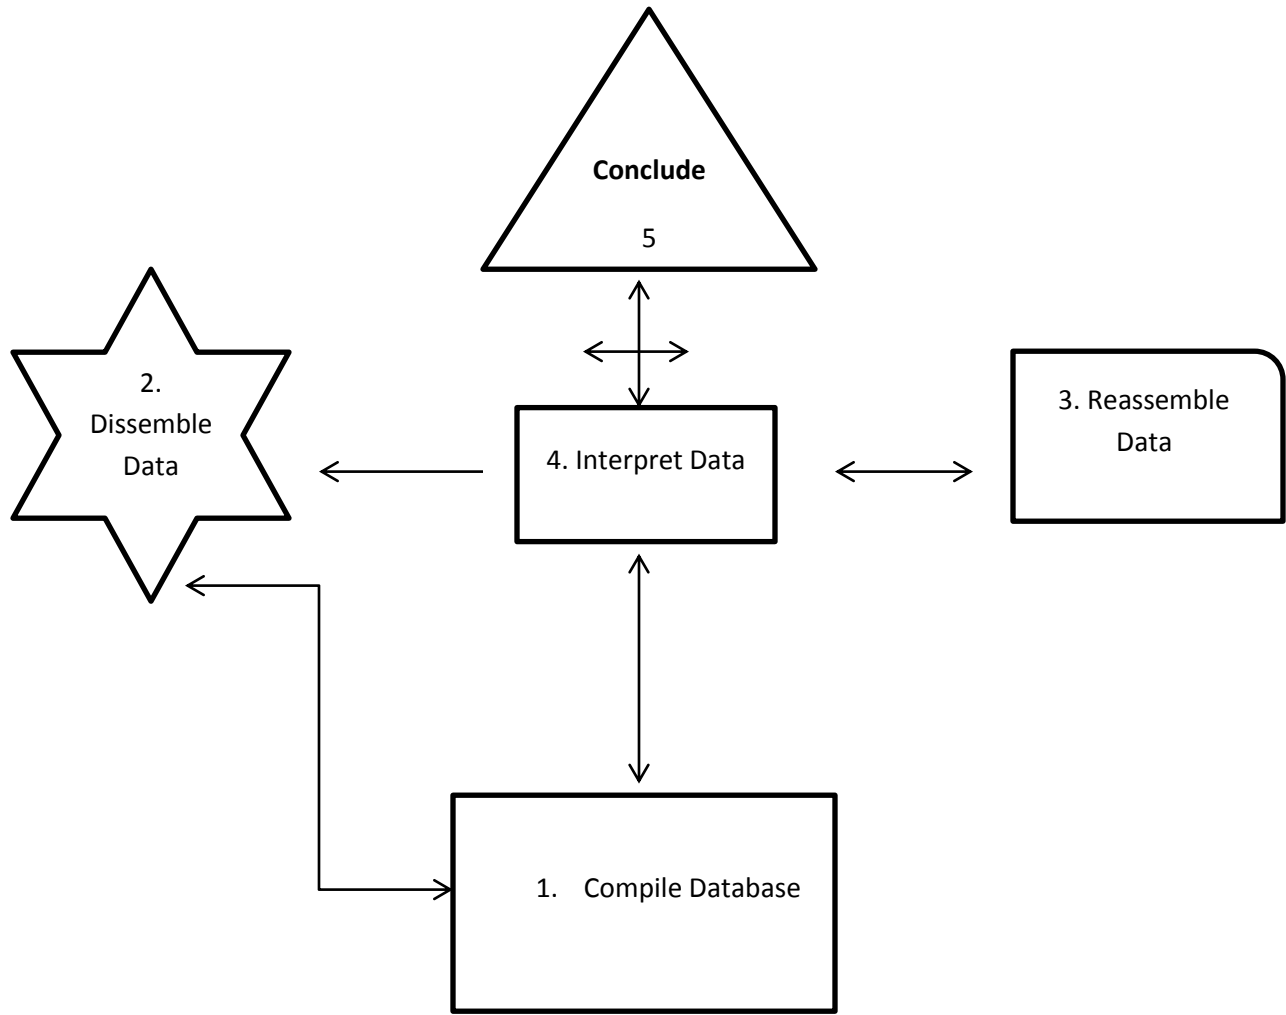 Conclude
5
2.
Dissemble
Data
3. Reassemble
Data
4. Interpret Data
1. Compile Database